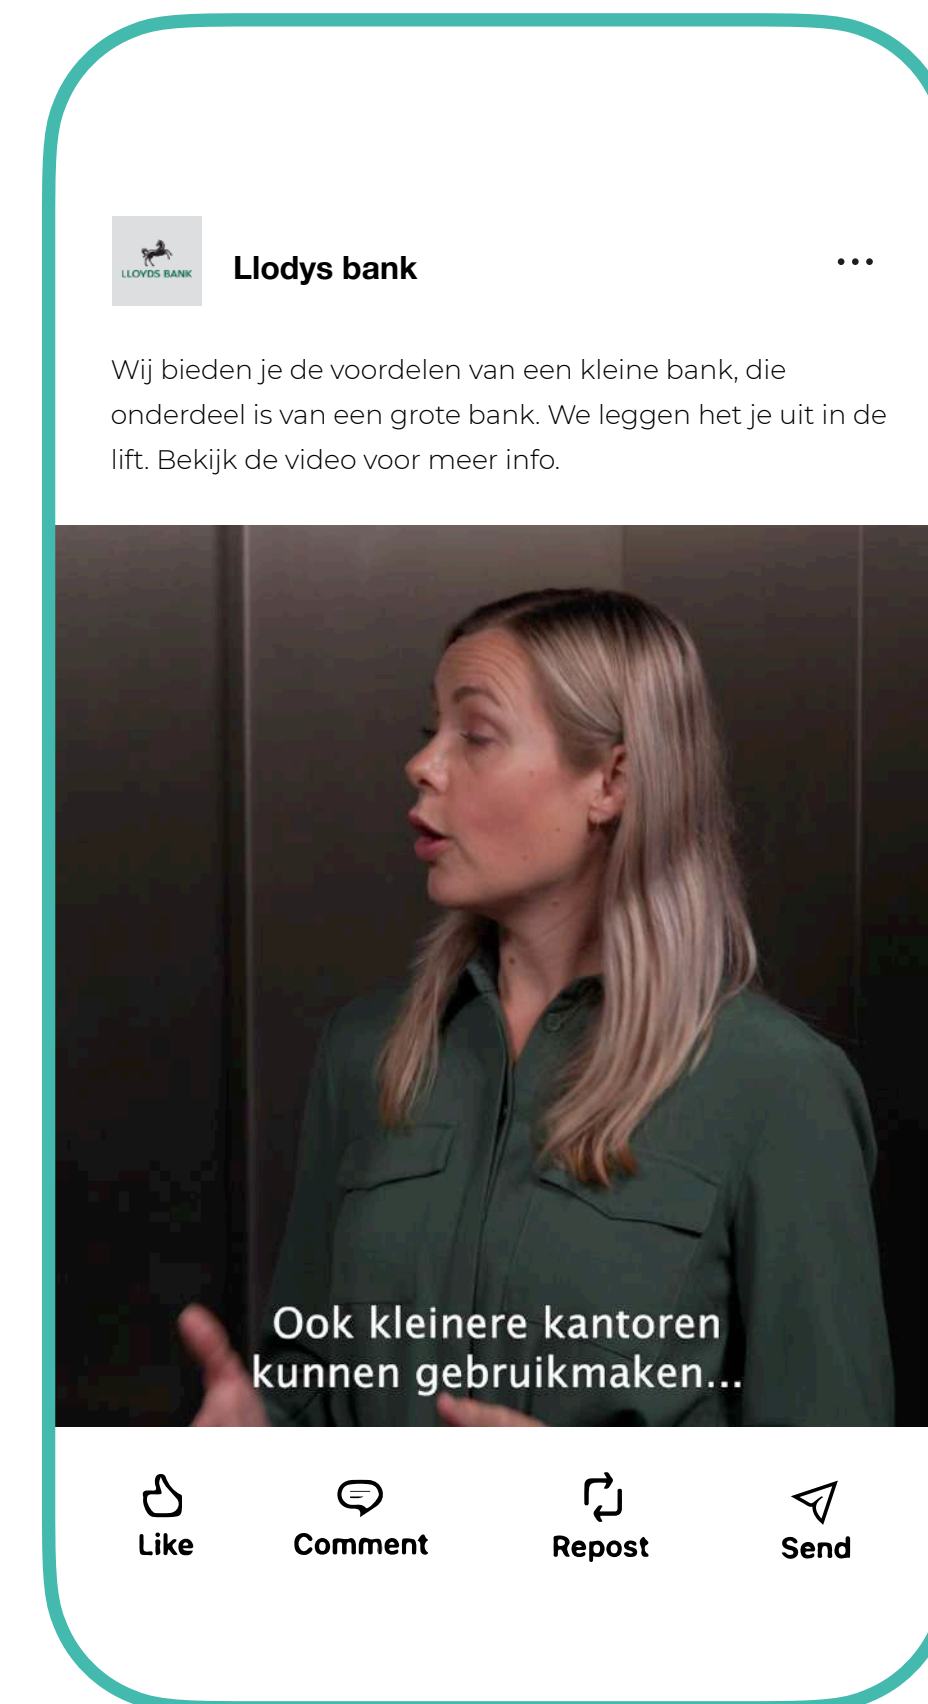 LLOYDS BANK
Llodys bank
Wij bieden je de voordelen van een kleine bank, die
onderdeel is van een grote bank. We leggen het je uit in de
lift. Bekijk de video voor meer info.
Ook kleinere kantoren
kunnen gebruikmaken...
Like
Comment
Repost
Send